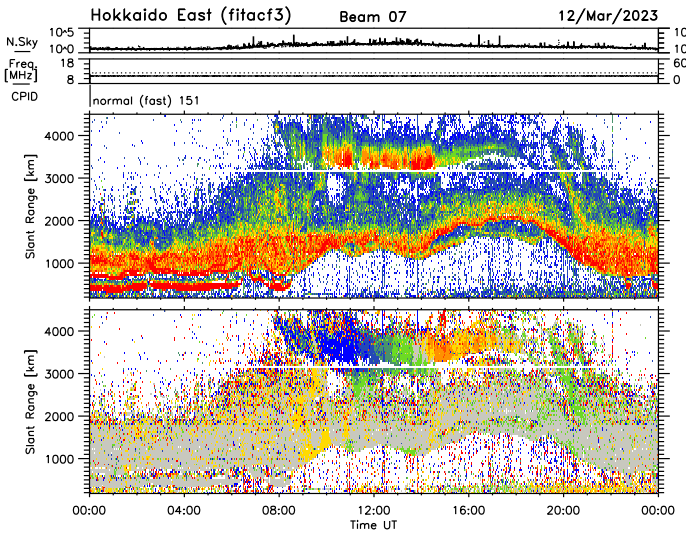 Hokkaido East (fitacf3) Beam 07 12/Mar/2023
N.Sky 10^5 10^0 10 10
Freq. [MHz] 18 8 60 0
CPID normal (fast) 151
Slant Range [km] 4000 3000 2000 1000
Slant Range [km] 4000 3000 2000 1000
00:00 04:00 08:00 12:00 16:00 20:00 00:00
Time UT